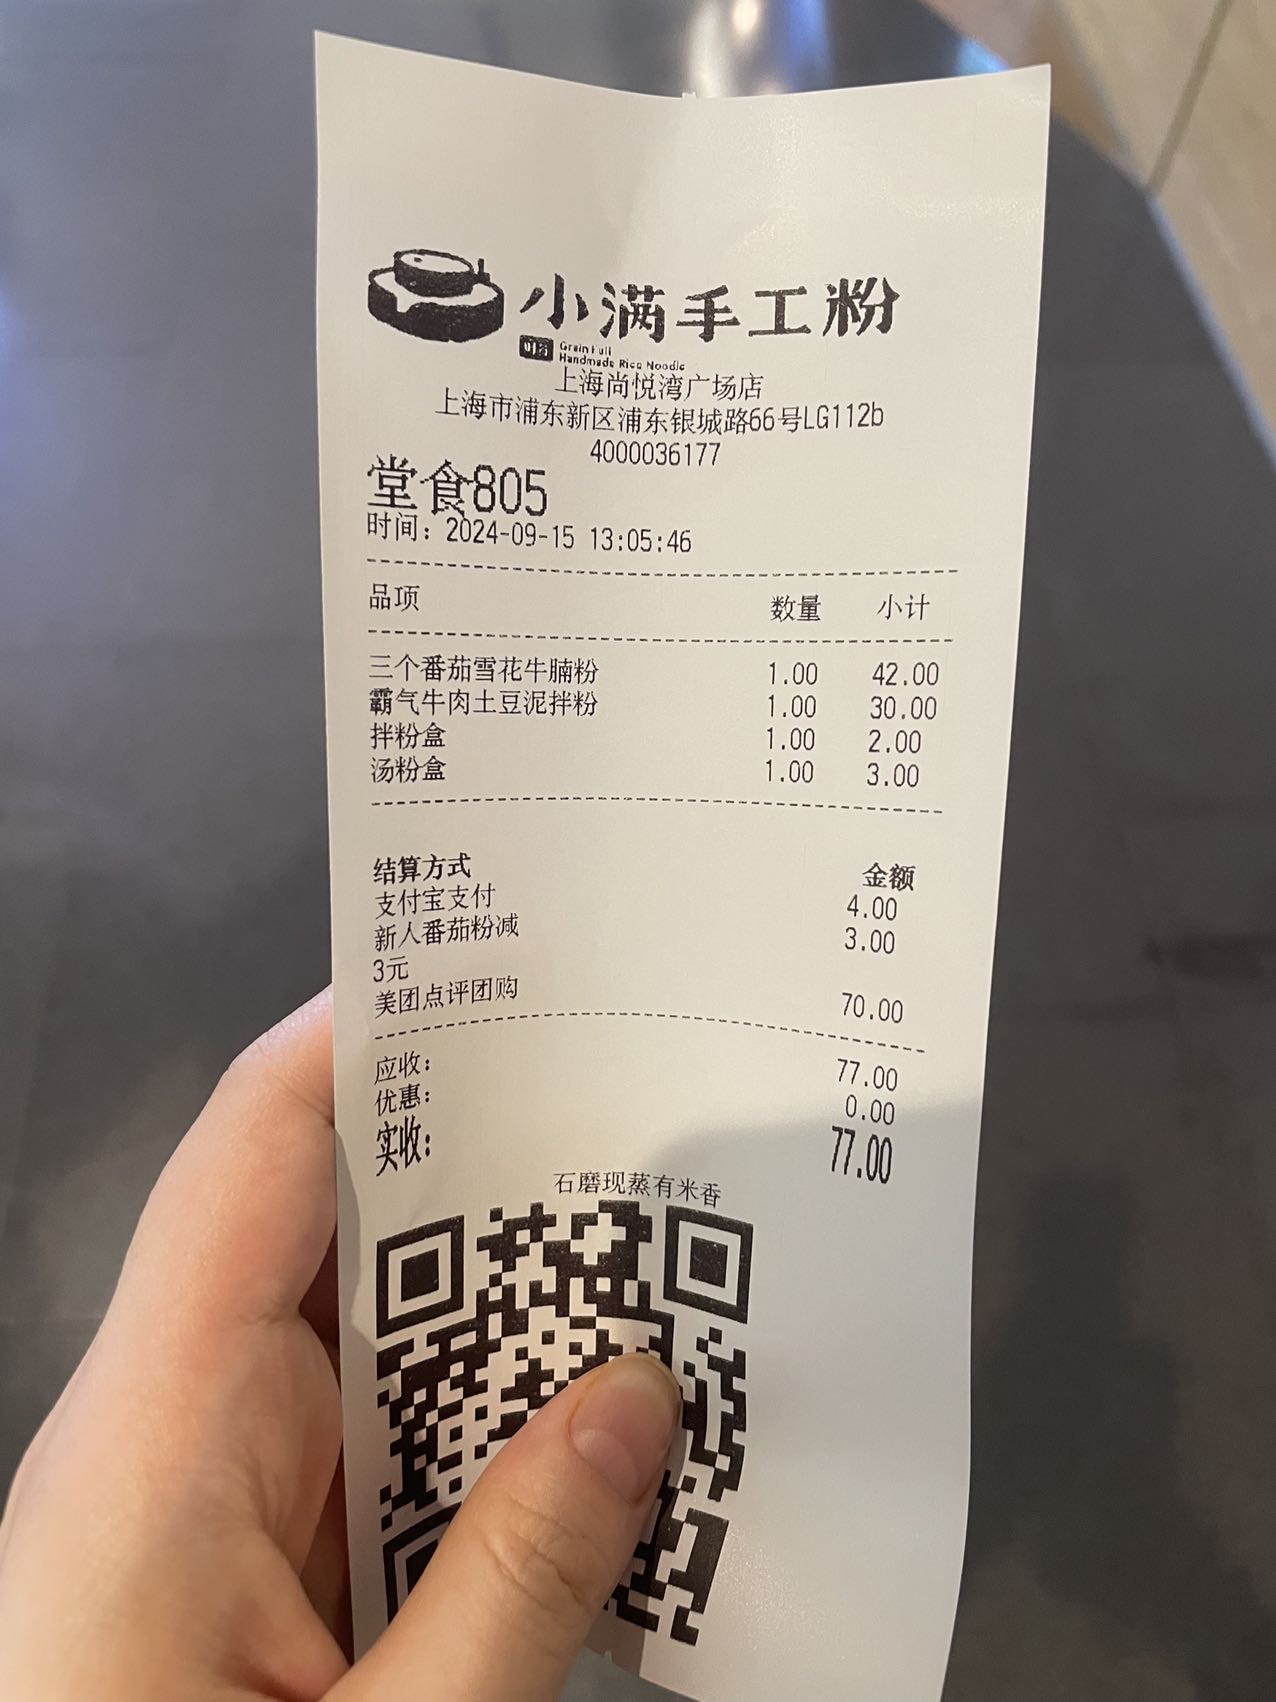 小满手工粉
Grain Full
Handmade Rice Noodle
上海尚悦湾广场店
上海市浦东新区浦东银城路66号LG112b
4000036177
堂食805
时间：2024-09-15 13:05:46
品项 数量 小计
三个番茄雪花牛腩粉 1.00 42.00
霸气牛肉土豆泥拌粉 1.00 30.00
拌粉盒 1.00 2.00
汤粉盒 1.00 3.00
结算方式 金额
支付宝支付 4.00
新人番茄粉减 3.00
3元
美团点评团购 70.00
应收： 77.00
优惠： 0.00
实收： 77.00
石磨现蒸有米香